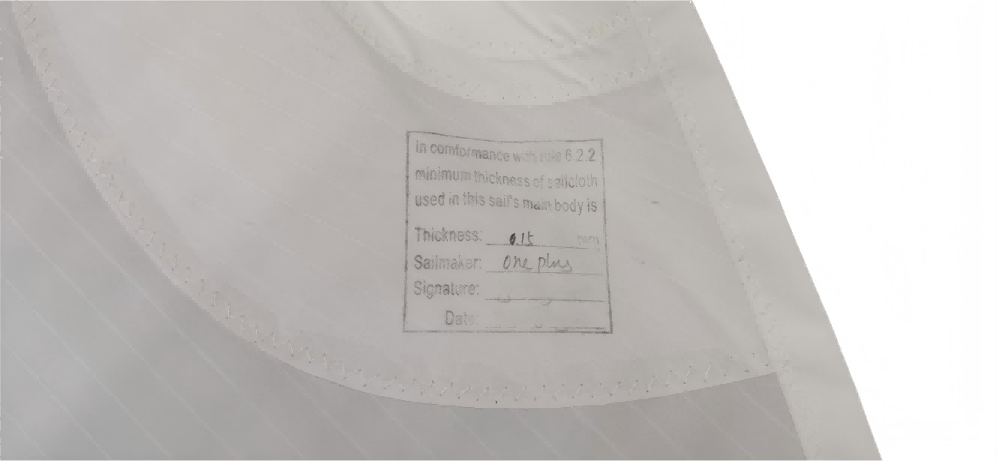 In comformance with rule 6.2.2
minimum thickness of sailcloth
used in this sail's main body is
Thickness: 0.15 mm
Sailmaker: One plus
Signature:
Date: